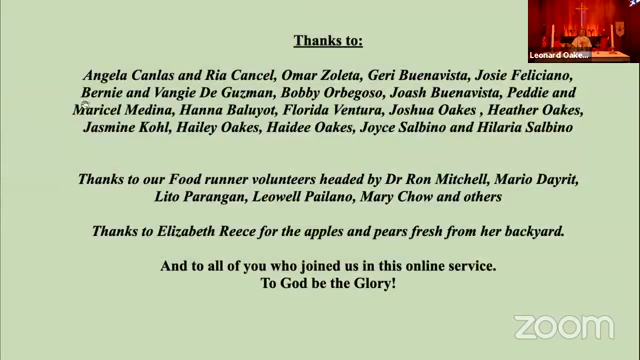 Thanks to:
Angela Canlas and Ria Cancel, Omar Zoleta, Geri Buenavista, Josie Feliciano,
Bernie and Vangie De Guzman, Bobby Orbegoso, Joash Buenavista, Peddie and
Maricel Medina, Hanna Baluyot, Florida Ventura, Joshua Oakes , Heather Oakes,
Jasmine Kohl, Hailey Oakes, Haidee Oakes, Joyce Salbino and Hilaria Salbino
Thanks to our Food runner volunteers headed by Dr Ron Mitchell, Mario Dayrit,
Lito Parangan, Leowell Pailano, Mary Chow and others
Thanks to Elizabeth Reece for the apples and pears fresh from her backyard.
And to all of you who joined us in this online service.
To God be the Glory!
Leonard Oake...
zoom